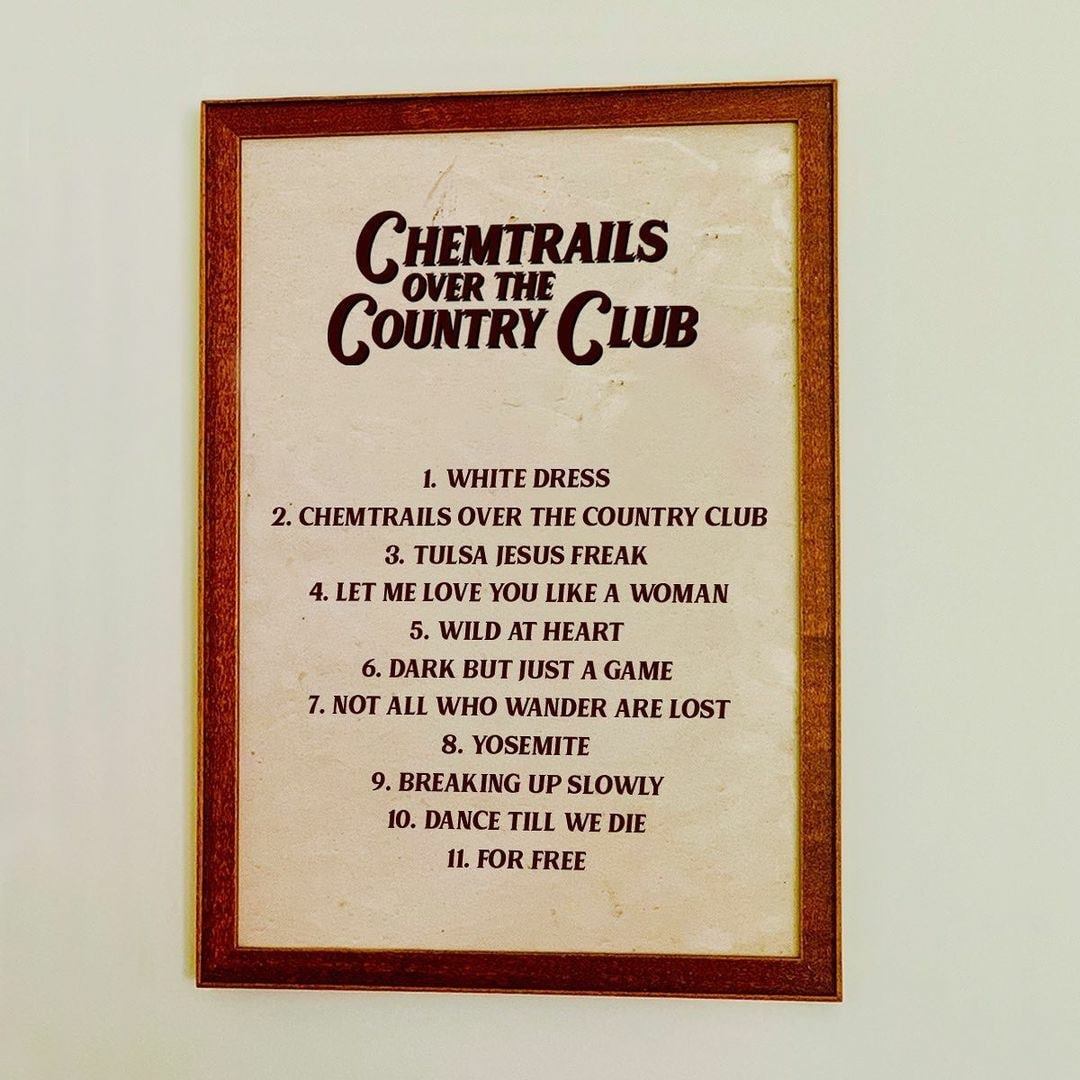 CHEMTRAILS
OVER THE
COUNTRY CLUB
1. WHITE DRESS
2. CHEMTRAILS OVER THE COUNTRY CLUB
3. TULSA JESUS FREAK
4. LET ME LOVE YOU LIKE A WOMAN
5. WILD AT HEART
6. DARK BUT JUST A GAME
7. NOT ALL WHO WANDER ARE LOST
8. YOSEMITE
9. BREAKING UP SLOWLY
10. DANCE TILL WE DIE
11. FOR FREE